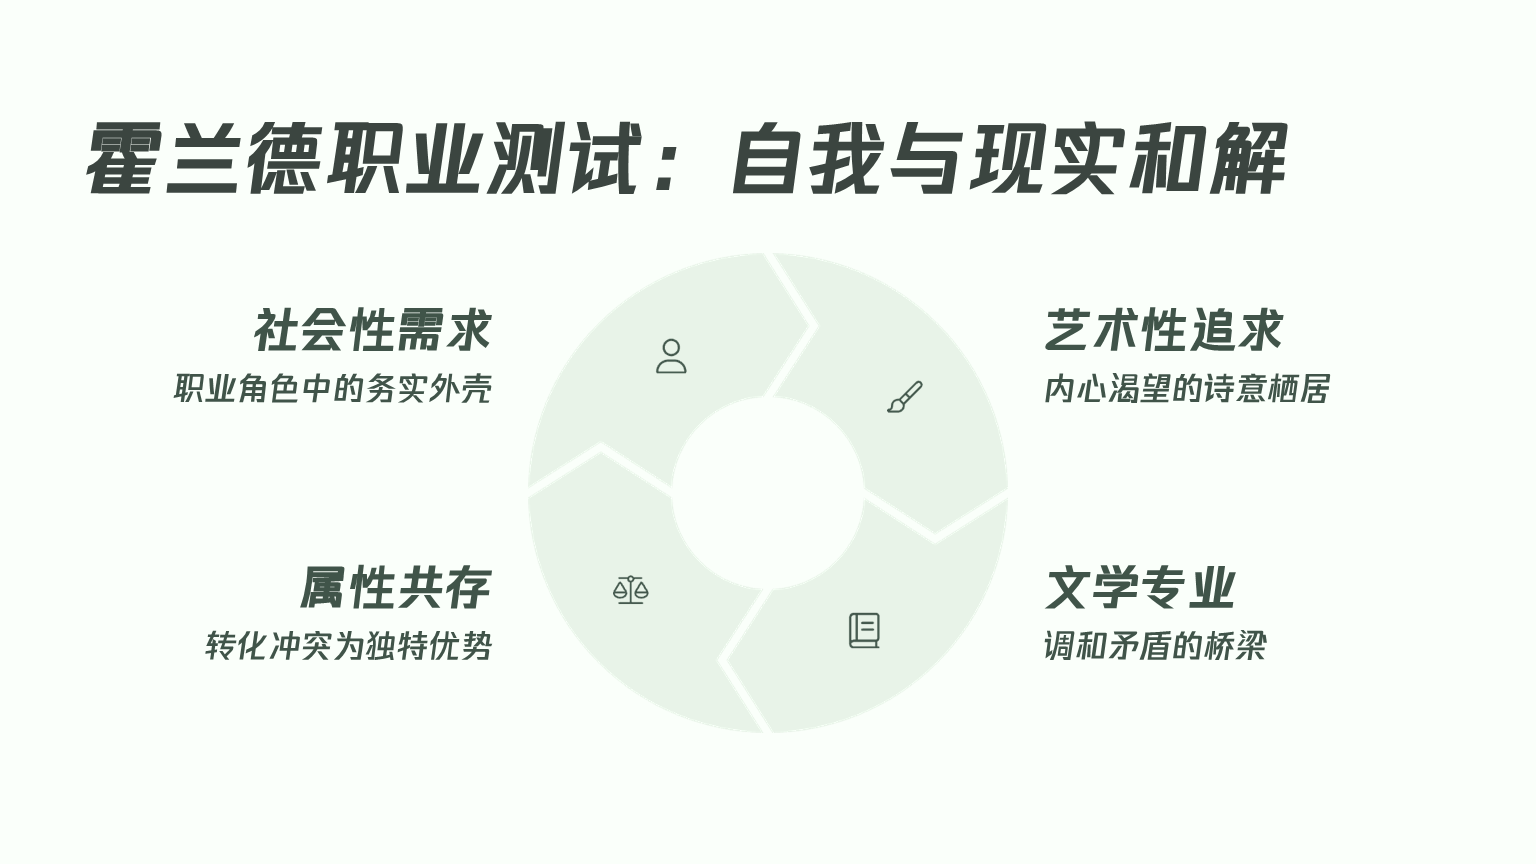 霍兰德职业测试：自我与现实和解
社会性需求
职业角色中的务实外壳
艺术性追求
内心渴望的诗意栖居
属性共存
转化冲突为独特优势
文学专业
调和矛盾的桥梁